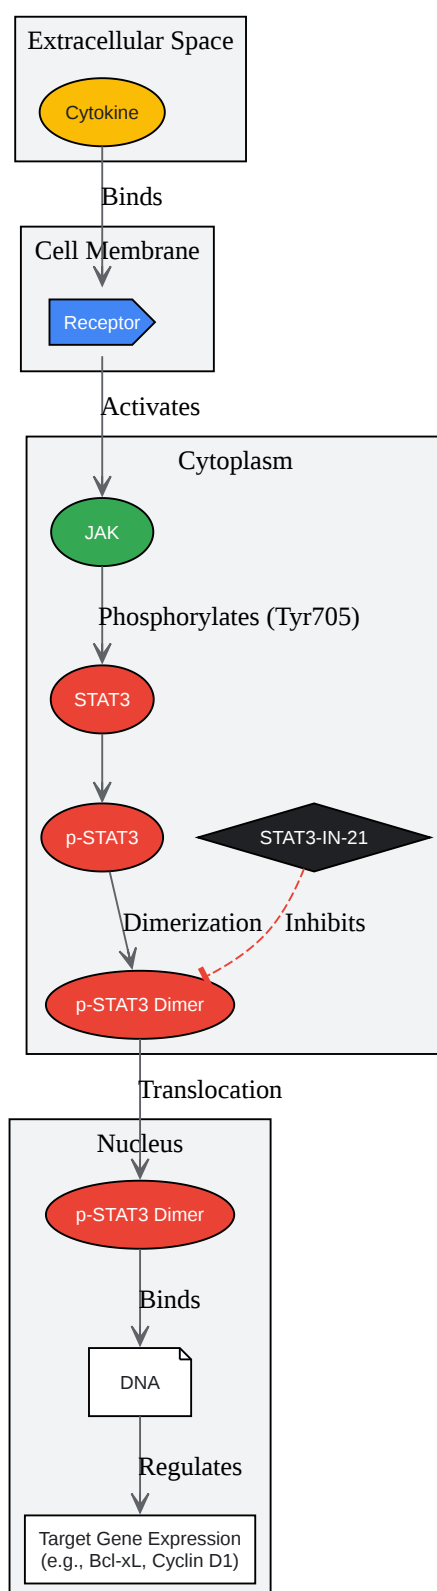 Extracellular Space
Cytokine
Binds
Cell Membrane
Receptor
Activates
Cytoplasm
JAK
Phosphorylates (Tyr705)
STAT3
p-STAT3
STAT3-IN-21
Dimerization
Inhibits
p-STAT3 Dimer
Translocation
Nucleus
p-STAT3 Dimer
Binds
DNA
Regulates
Target Gene Expression
(e.g., Bcl-xL, Cyclin D1)